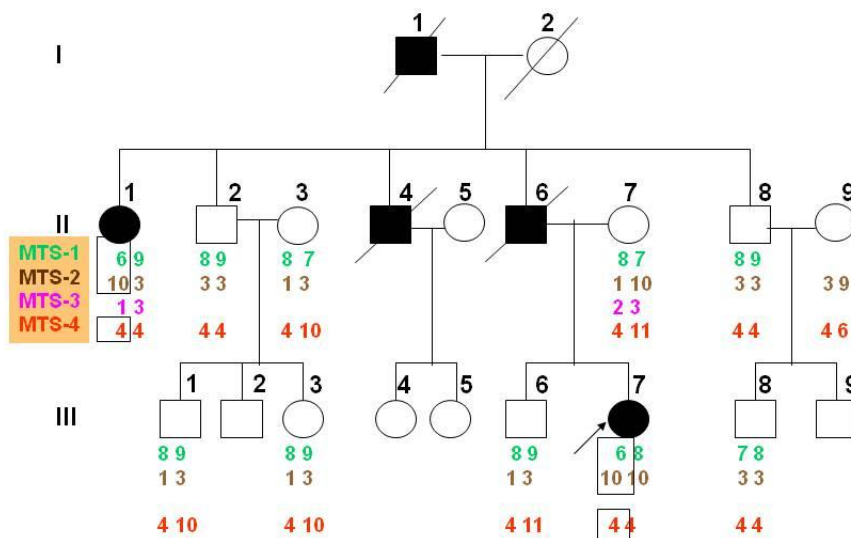 1 2
I
1 2 3 4 5 6 7 8 9
II
MTS-1 6 9 8 9 8 7 8 7 8 9
MTS-2 10 3 3 3 1 3 1 10 3 3 3 9
MTS-3 1 3 2 3
MTS-4 4 4 4 4 4 10 4 11 4 4 4 6
1 2 3 4 5 6 7 8 9
III
8 9 8 9 8 9 6 8 7 8
1 3 1 3 1 3 10 10 3 3
4 10 4 10 4 11 4 4 4 4